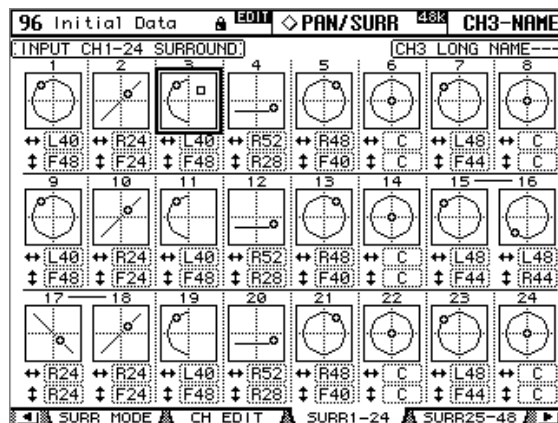 96 Initial Data EDIT PAN/SURR 48K CH3-NAME
INPUT CH1-24 SURROUND CH3 LONG NAME---
1 2 3 4 5 6 7 8
L40 R24 L40 R52 R48 C L48 C
F48 F24 F48 R28 F40 C F44 C
9 10 11 12 13 14 15 16
L40 R24 L40 R52 R48 C L48 L48
F48 F24 F48 R28 F40 C F44 R44
17 18 19 20 21 22 23 24
R24 R24 L40 R52 R48 C L48 C
R24 F24 F48 R28 F40 C F44 C
SURR MODE CH EDIT SURR1-24 SURR25-48